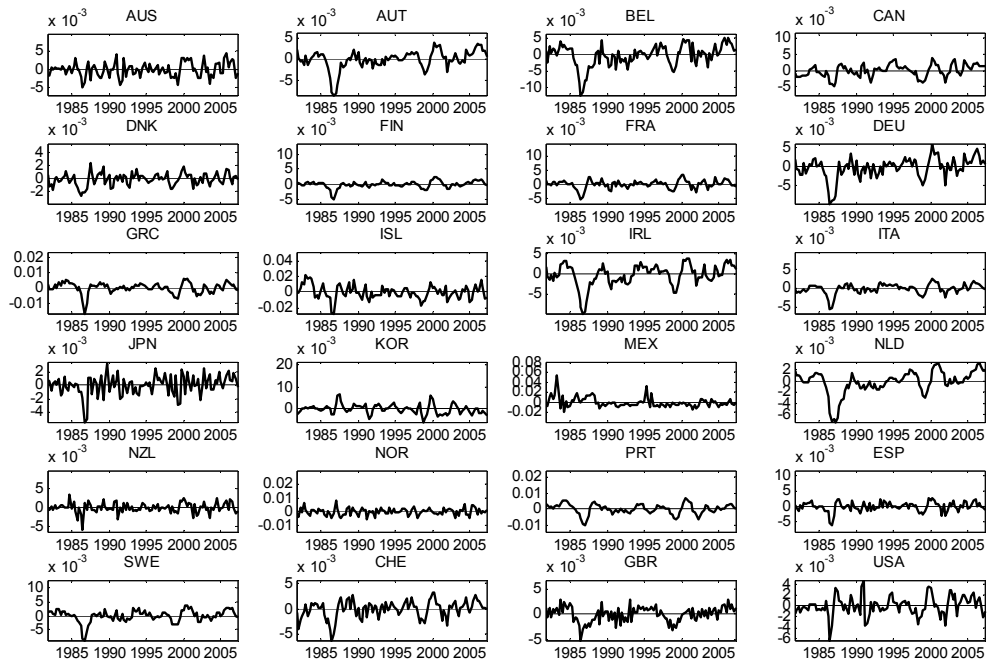 x 10⁻³ AUS
5
0
-5
1985 1990 1995 2000 2005
x 10⁻³ AUT
5
0
-5
1985 1990 1995 2000 2005
x 10⁻³ BEL
5
0
-5
-10
1985 1990 1995 2000 2005
x 10⁻³ CAN
10
5
0
-5
1985 1990 1995 2000 2005
x 10⁻³ DNK
4
2
0
-2
1985 1990 1995 2000 2005
x 10⁻³ FIN
10
5
0
-5
1985 1990 1995 2000 2005
x 10⁻³ FRA
10
5
0
-5
1985 1990 1995 2000 2005
x 10⁻³ DEU
5
0
-5
1985 1990 1995 2000 2005
GRC
0.02
0.01
0
-0.01
1985 1990 1995 2000 2005
ISL
0.04
0.02
0
-0.02
1985 1990 1995 2000 2005
x 10⁻³ IRL
5
0
-5
1985 1990 1995 2000 2005
x 10⁻³ ITA
5
0
-5
1985 1990 1995 2000 2005
x 10⁻³ JPN
2
0
-2
-4
1985 1990 1995 2000 2005
x 10⁻³ KOR
20
10
0
1985 1990 1995 2000 2005
MEX
0.08
0.06
0.04
0.02
0
-0.02
1985 1990 1995 2000 2005
x 10⁻³ NLD
2
0
-2
-4
-6
1985 1990 1995 2000 2005
x 10⁻³ NZL
5
0
-5
1985 1990 1995 2000 2005
NOR
0.02
0.01
0
-0.01
1985 1990 1995 2000 2005
PRT
0.02
0.01
0
-0.01
1985 1990 1995 2000 2005
x 10⁻³ ESP
10
5
0
-5
1985 1990 1995 2000 2005
x 10⁻³ SWE
10
5
0
-5
1985 1990 1995 2000 2005
x 10⁻³ CHE
5
0
-5
1985 1990 1995 2000 2005
x 10⁻³ GBR
5
0
-5
1985 1990 1995 2000 2005
x 10⁻³ USA
4
2
0
-2
-4
-6
1985 1990 1995 2000 2005